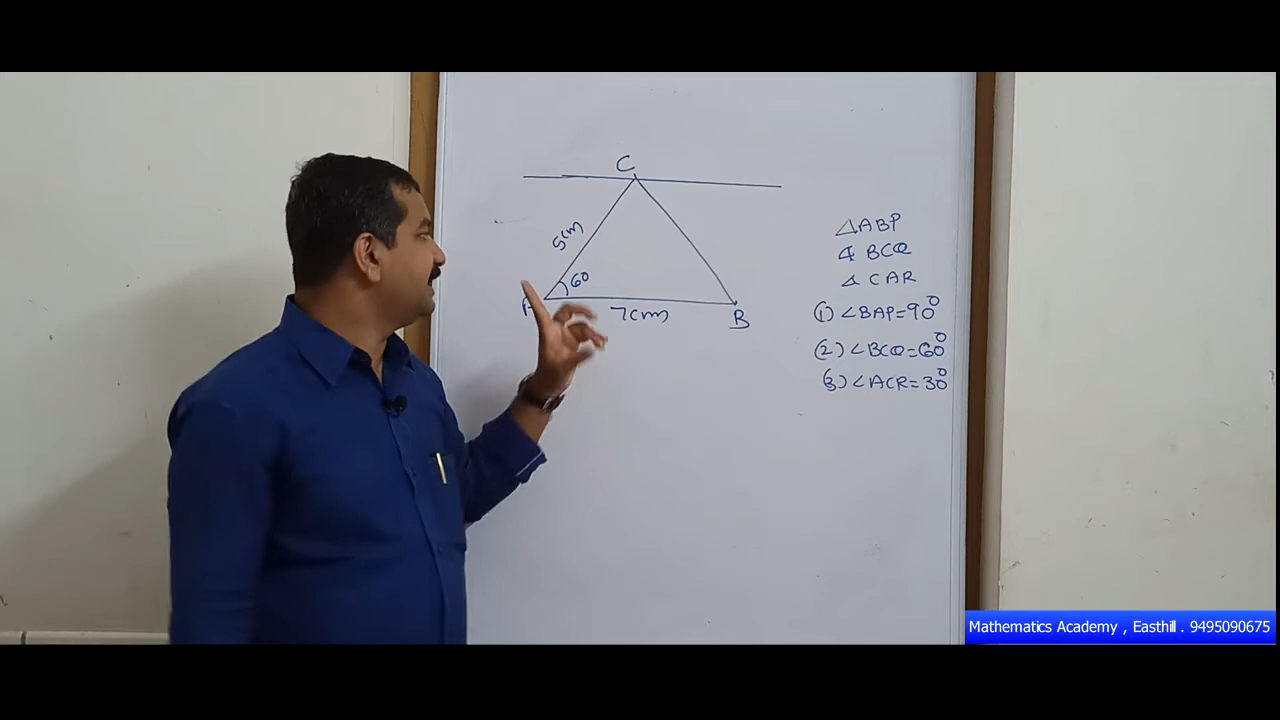 C
5cm
60
A
7cm
B
△ABP
∠ BCQ
∠ CAR
(1) ∠BAP=90°
(2) ∠BCQ=60°
(3) ∠ACR=30°
Mathematics Academy , Easthill . 9495090675